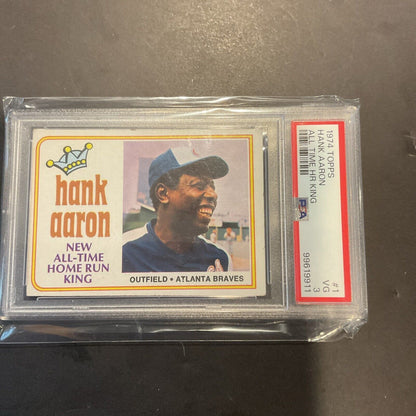 hank
aaron
NEW
ALL-TIME
HOME RUN
KING
OUTFIELD • ATLANTA BRAVES
1974 TOPPS
HANK AARON
ALL TIME HR KING
PSA
#1
VG
3
99619911